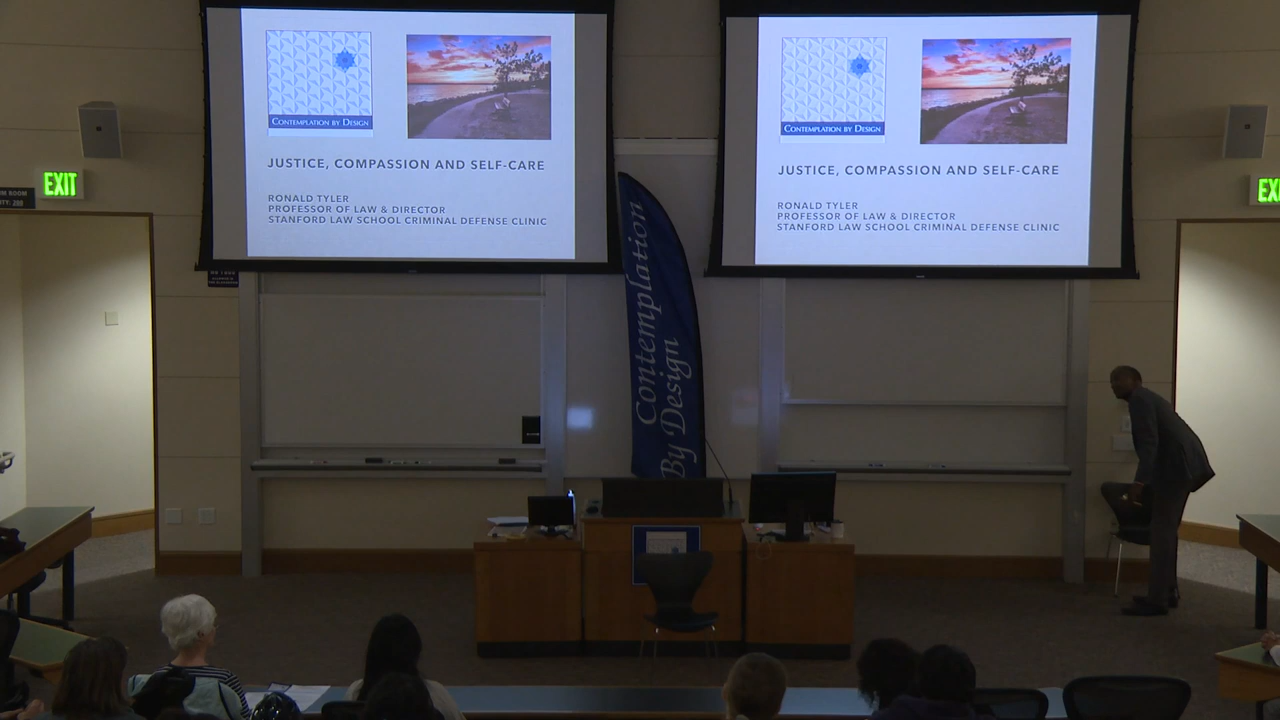 CONTEMPLATION BY DESIGN
JUSTICE, COMPASSION AND SELF-CARE
RONALD TYLER
PROFESSOR OF LAW & DIRECTOR
STANFORD LAW SCHOOL CRIMINAL DEFENSE CLINIC
CONTEMPLATION BY DESIGN
JUSTICE, COMPASSION AND SELF-CARE
RONALD TYLER
PROFESSOR OF LAW & DIRECTOR
STANFORD LAW SCHOOL CRIMINAL DEFENSE CLINIC
EXIT
ROOM
EX
Contemplation
By Design